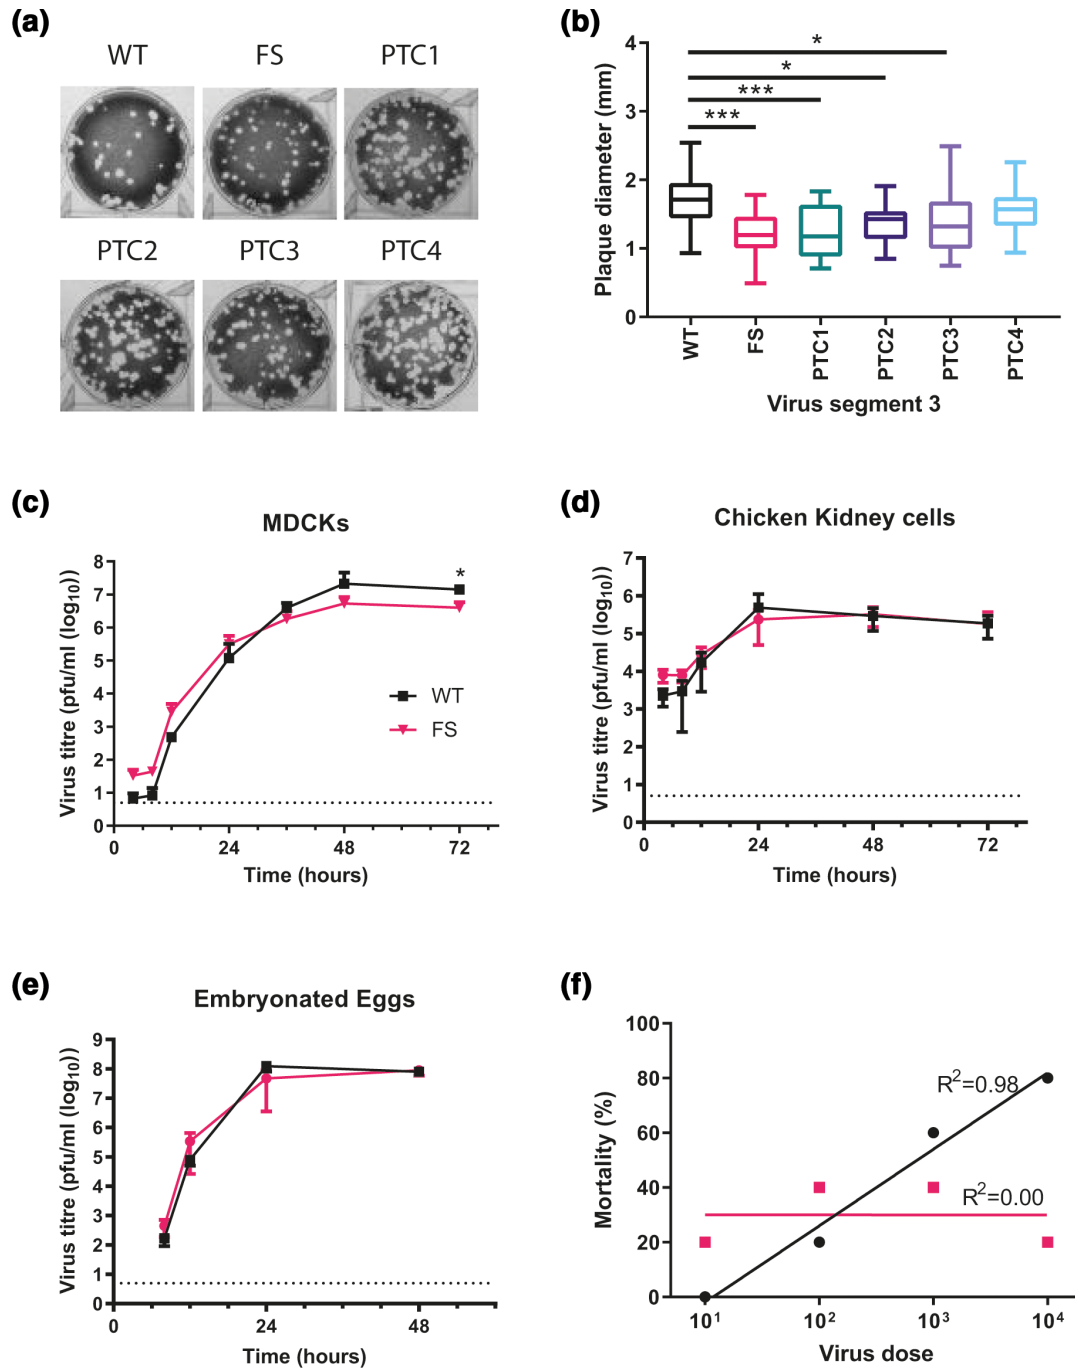 (a)
WT FS PTC1
PTC2 PTC3 PTC4
(b)
4
3
2
1
0
Plaque diameter (mm)
*
*
***
***
WT FS PTC1 PTC2 PTC3 PTC4
Virus segment 3
(c)
MDCKs
Virus titre (pfu/ml (log10))
8
7
6
5
4
3
2
1
0
*
WT
FS
0 24 48 72
Time (hours)
(d)
Chicken Kidney cells
Virus titre (pfu/ml (log10))
7
6
5
4
3
2
1
0
0 24 48 72
Time (hours)
(e)
Embryonated Eggs
Virus titre (pfu/ml (log10))
9
8
7
6
5
4
3
2
1
0
0 24 48
Time (hours)
(f)
Mortality (%)
100
80
60
40
20
0
R2=0.98
R2=0.00
10¹ 10² 10³ 10⁴
Virus dose